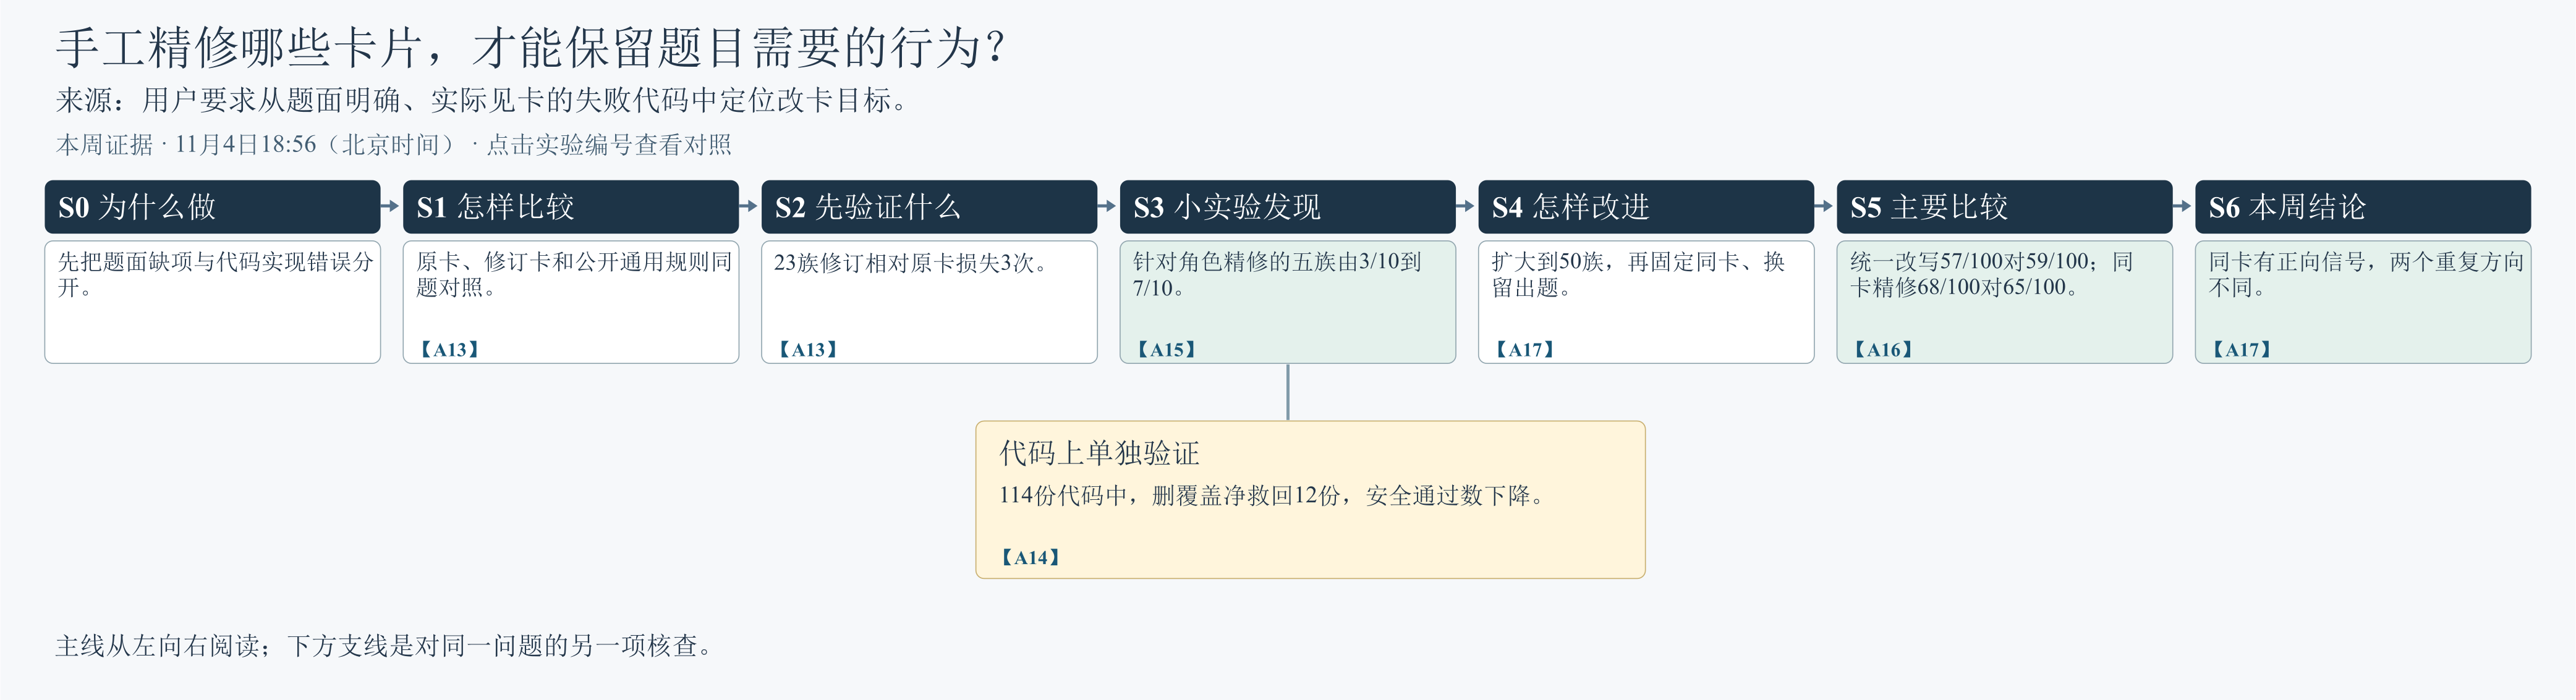 手工精修哪些卡片，才能保留题目需要的行为？
来源：用户要求从题面明确、实际见卡的失败代码中定位改卡目标。
本周证据 · 11月4日18:56（北京时间） · 点击实验编号查看对照
S0 为什么做
先把题面缺项与代码实现错误分
开。
S1 怎样比较
原卡、修订卡和公开通用规则同
题对照。
【A13】
S2 先验证什么
23族修订相对原卡损失3次。
【A13】
S3 小实验发现
针对角色精修的五族由3/10到
7/10。
【A15】
S4 怎样改进
扩大到50族，再固定同卡、换
留出题。
【A17】
S5 主要比较
统一改写57/100对59/100；同
卡精修68/100对65/100。
【A16】
S6 本周结论
同卡有正向信号，两个重复方向
不同。
【A17】
代码上单独验证
114份代码中，删覆盖净救回12份，安全通过数下降。
【A14】
主线从左向右阅读；下方支线是对同一问题的另一项核查。